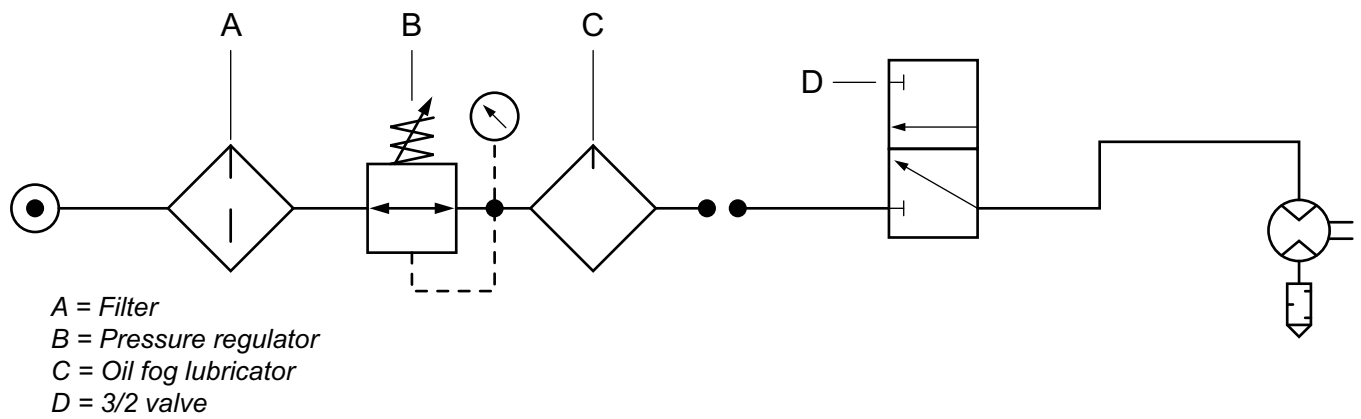 A
B
C
D
A = Filter
B = Pressure regulator
C = Oil fog lubricator
D = 3/2 valve